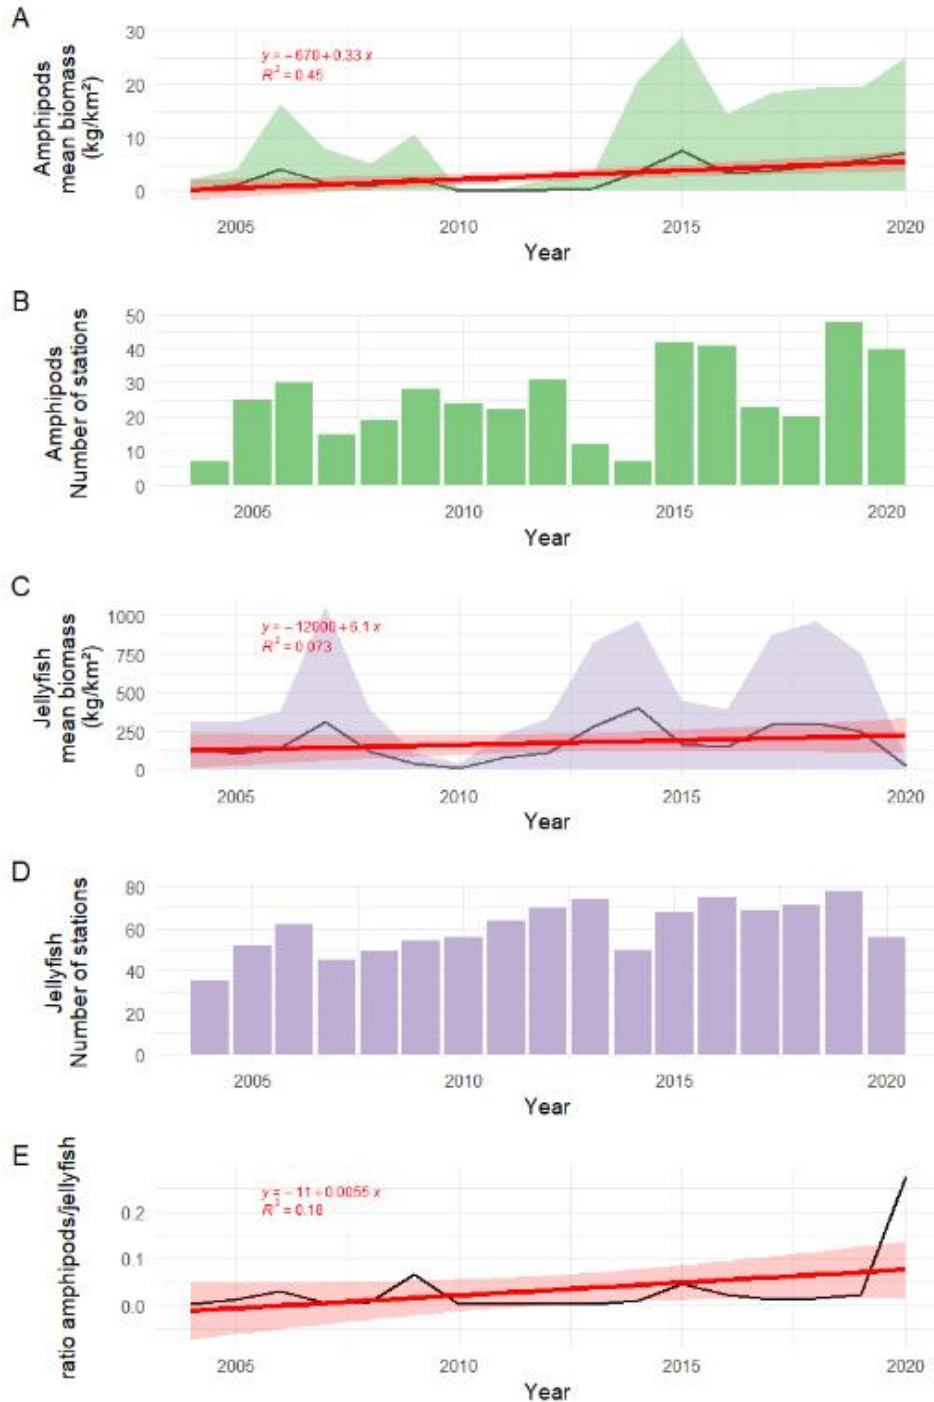 A
Amphipods
mean biomass
(kg/km²)
30
20
10
0
y = −670+0.33 x
R² = 0.45
2005 2010 2015 2020
Year
B
Amphipods
Number of stations
50
40
30
20
10
0
2005 2010 2015 2020
Year
C
Jellyfish
mean biomass
(kg/km²)
1000
750
500
250
0
y = −12000+6.1 x
R² = 0.073
2005 2010 2015 2020
Year
D
Jellyfish
Number of stations
80
60
40
20
0
2005 2010 2015 2020
Year
E
ratio amphipods/jellyfish
0.2
0.1
0.0
y = −11+0.0055 x
R² = 0.18
2005 2010 2015 2020
Year